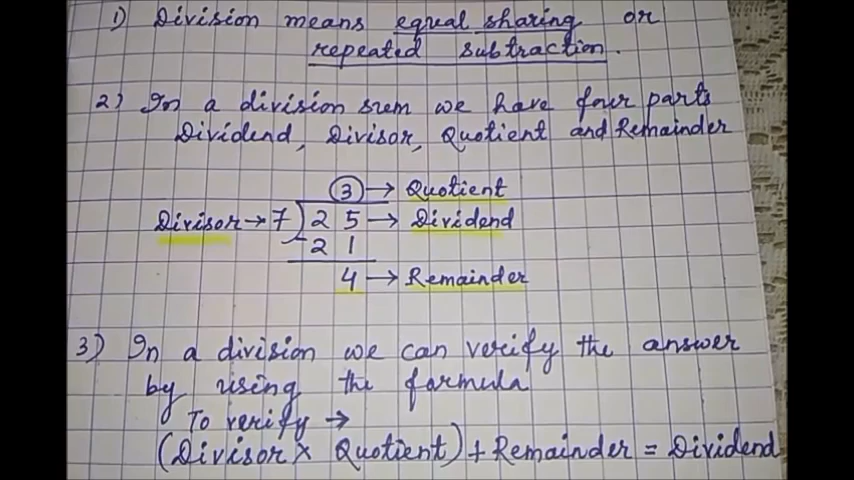 1) Division means equal sharing or
repeated subtraction.
2) In a division sum we have four parts
Dividend, Divisor, Quotient and Remainder
3 → Quotient
Divisor → 7 ) 2 5 → Dividend
- 2 1
4 → Remainder
3) In a division we can verify the answer
by using the formula
To verify →
(Divisor × Quotient) + Remainder = Dividend